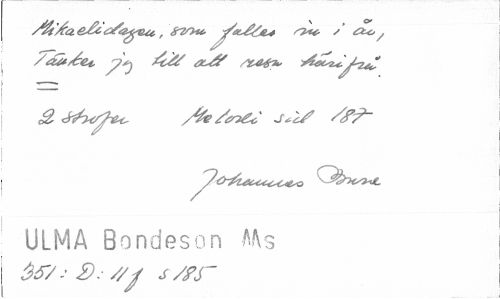 Mikaelidagen, som faller in i år,
Tänker jag till att resa härifrå.
2 strofer Melodi sid 187
Johannes
ULMA Bondeson Ms
351: D: 11 f s 185